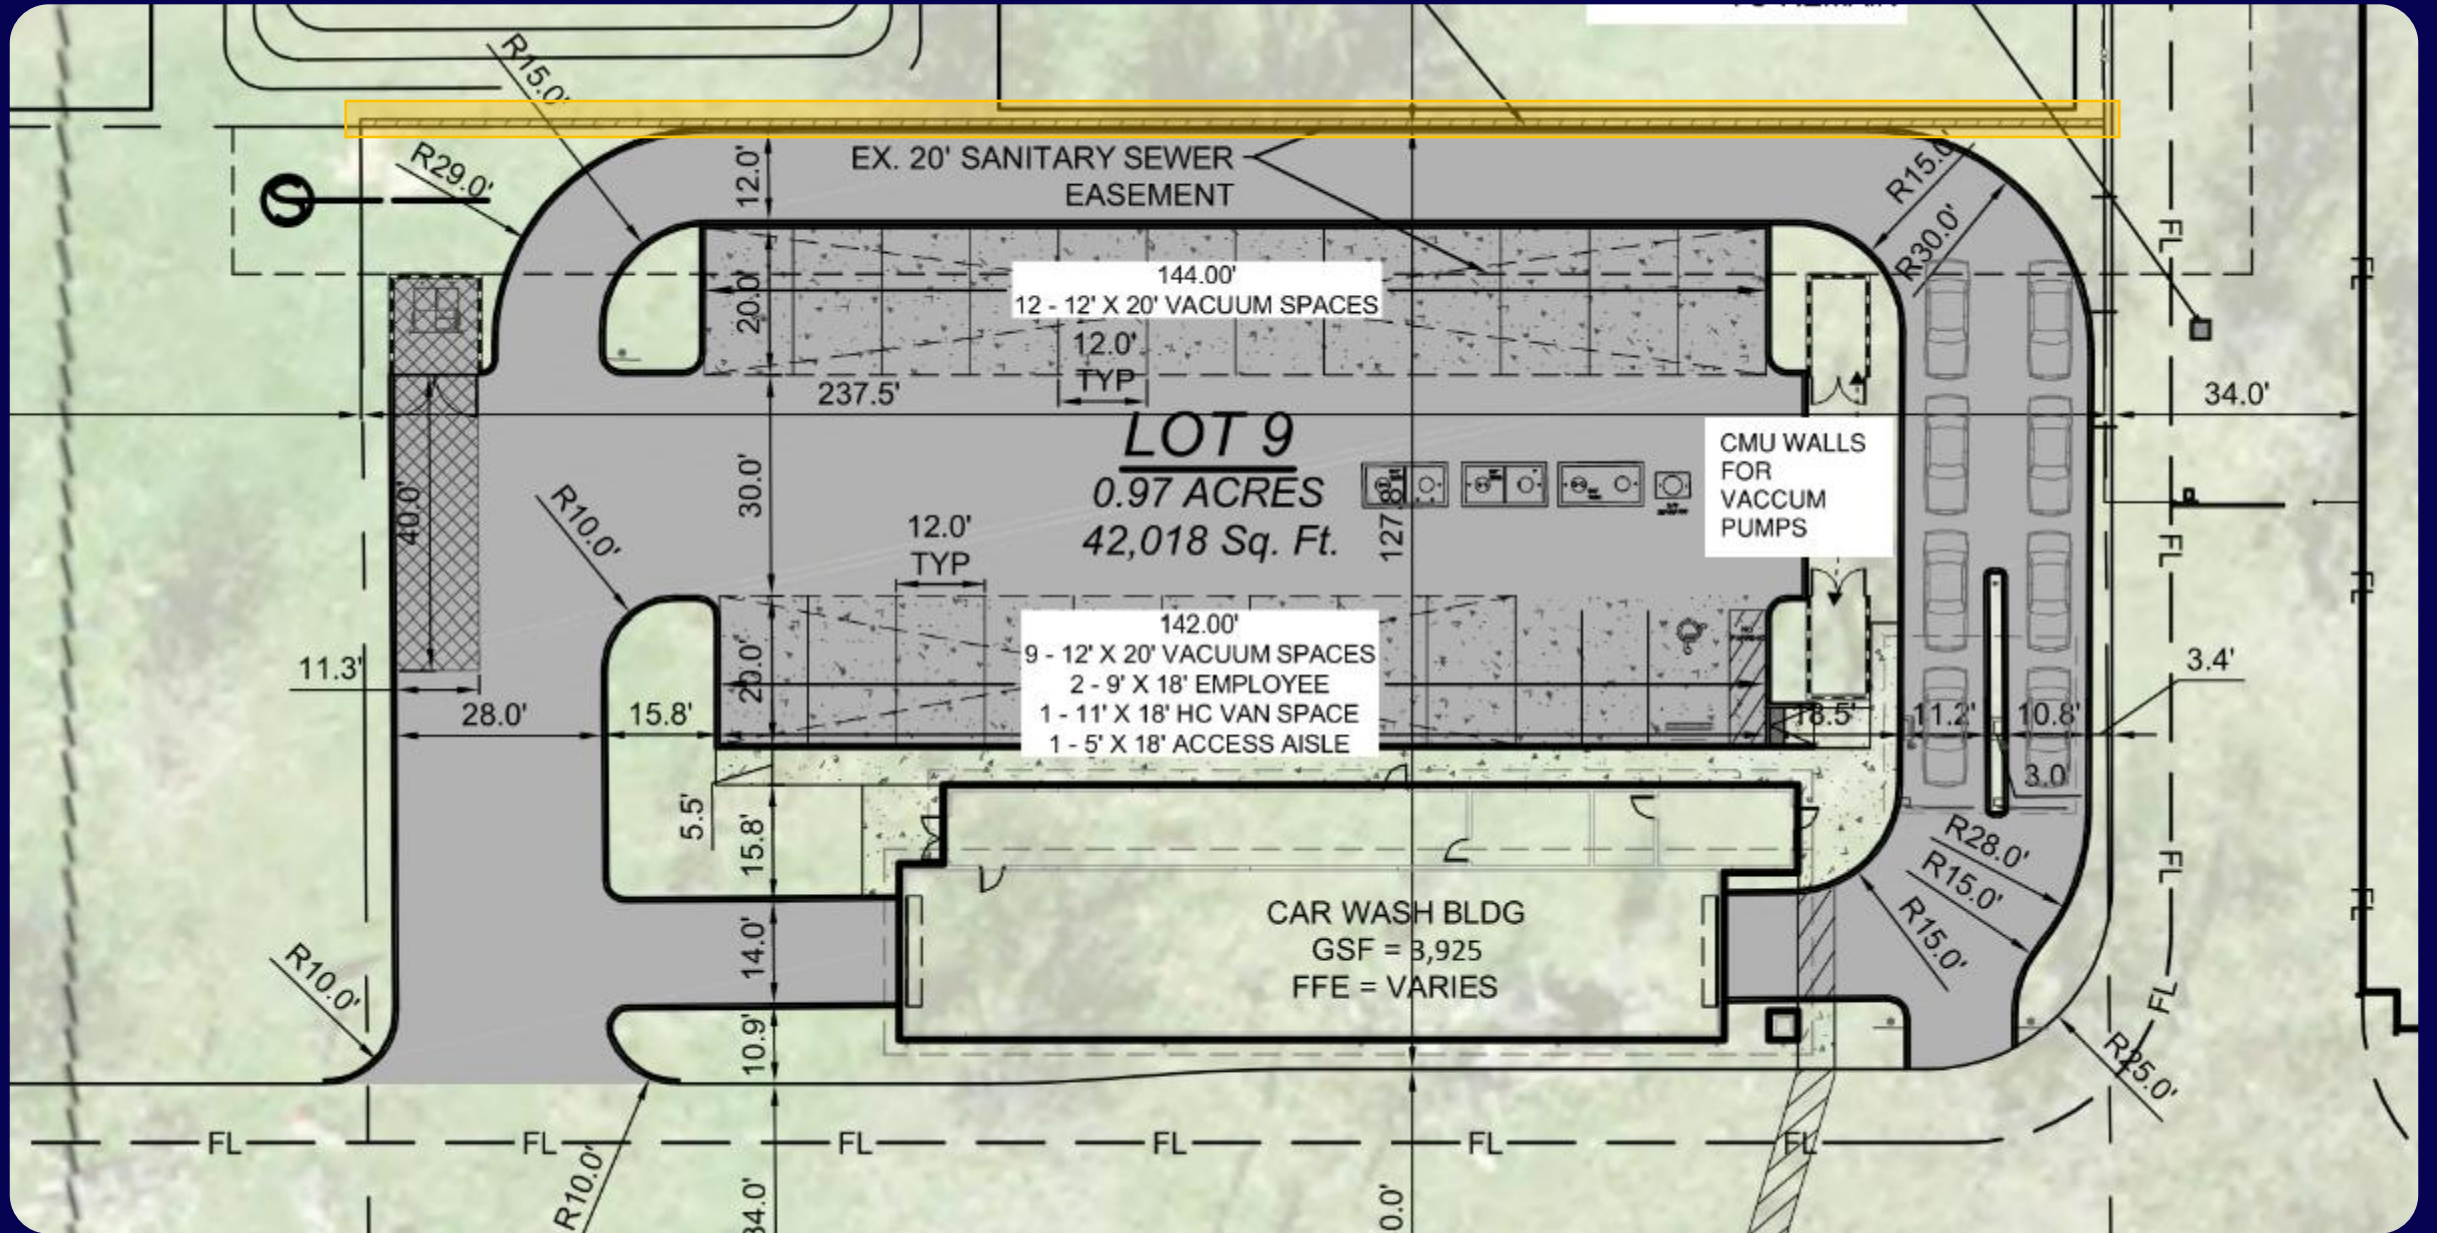 R15.0'
R29.0'
12.0'
EX. 20' SANITARY SEWER
EASEMENT
R15.0'
R30.0'
FL
20.0'
144.00'
12 - 12' X 20' VACUUM SPACES
12.0'
TYP
237.5'
34.0'
LOT 9
0.97 ACRES
42,018 Sq. Ft.
CMU WALLS
FOR
VACCUM
PUMPS
40.0'
30.0'
R10.0'
12.0'
TYP
FL
11.3'
20.0'
142.00'
9 - 12' X 20' VACUUM SPACES
2 - 9' X 18' EMPLOYEE
1 - 11' X 18' HC VAN SPACE
1 - 5' X 18' ACCESS AISLE
3.4'
28.0'
15.8'
18.5'
11.2'
10.8'
3.0'
5.5'
15.8'
R28.0'
R15.0'
R15.0'
FL
CAR WASH BLDG
GSF = 3,925
FFE = VARIES
14.0'
R10.0'
10.9'
FL
R25.0'
FL
FL
FL
FL
FL
FL
R10.0'